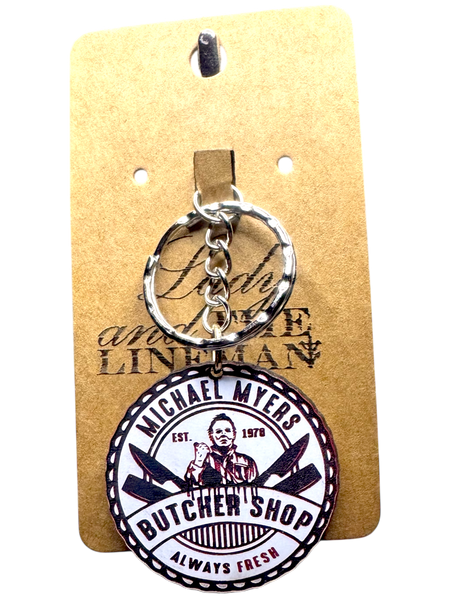 Lady
and THE
LINEMAN
MICHAEL MYERS
EST. 1978
BUTCHER SHOP
ALWAYS FRESH